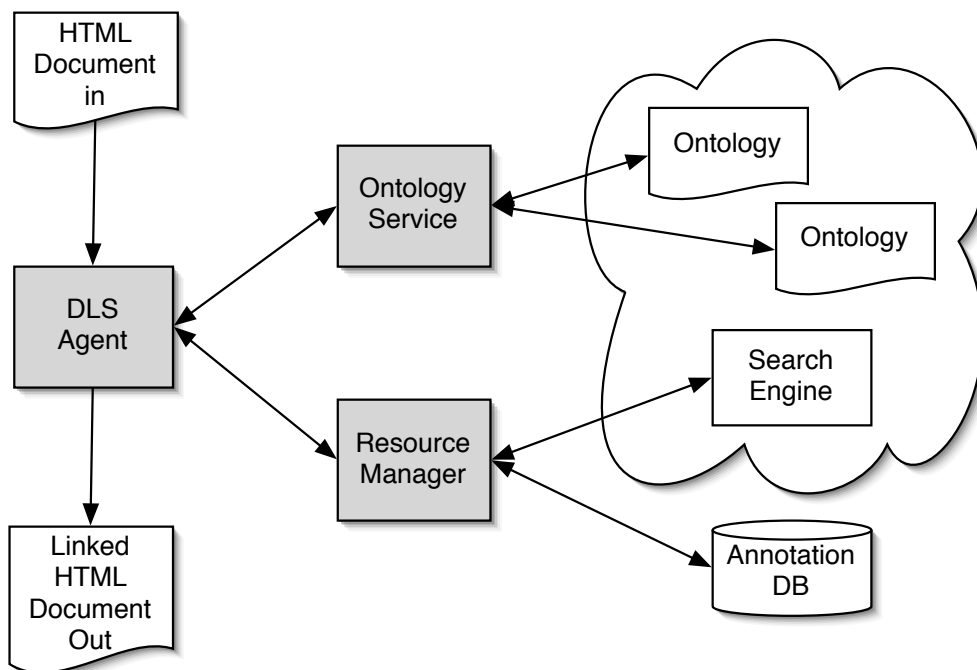 HTML
Document
in
Ontology
Ontology
Service
Ontology
DLS
Agent
Search
Engine
Resource
Manager
Linked
HTML
Document
Out
Annotation
DB